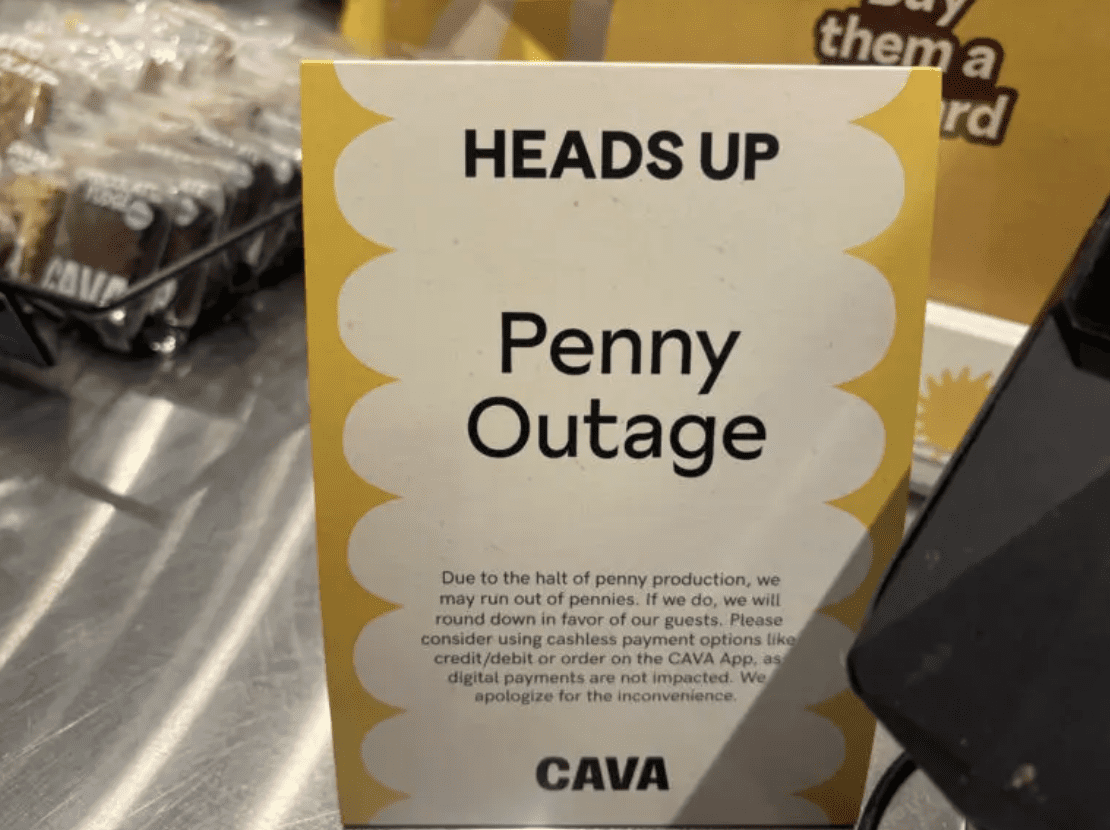 them a
HEADS UP
Penny
Outage
Due to the halt of penny production, we
may run out of pennies. If we do, we will
round down in favor of our guests. Please
consider using cashless payment options like
credit/debit or order on the CAVA App, as
digital payments are not impacted. We
apologize for the inconvenience.
CAVA
CAVA